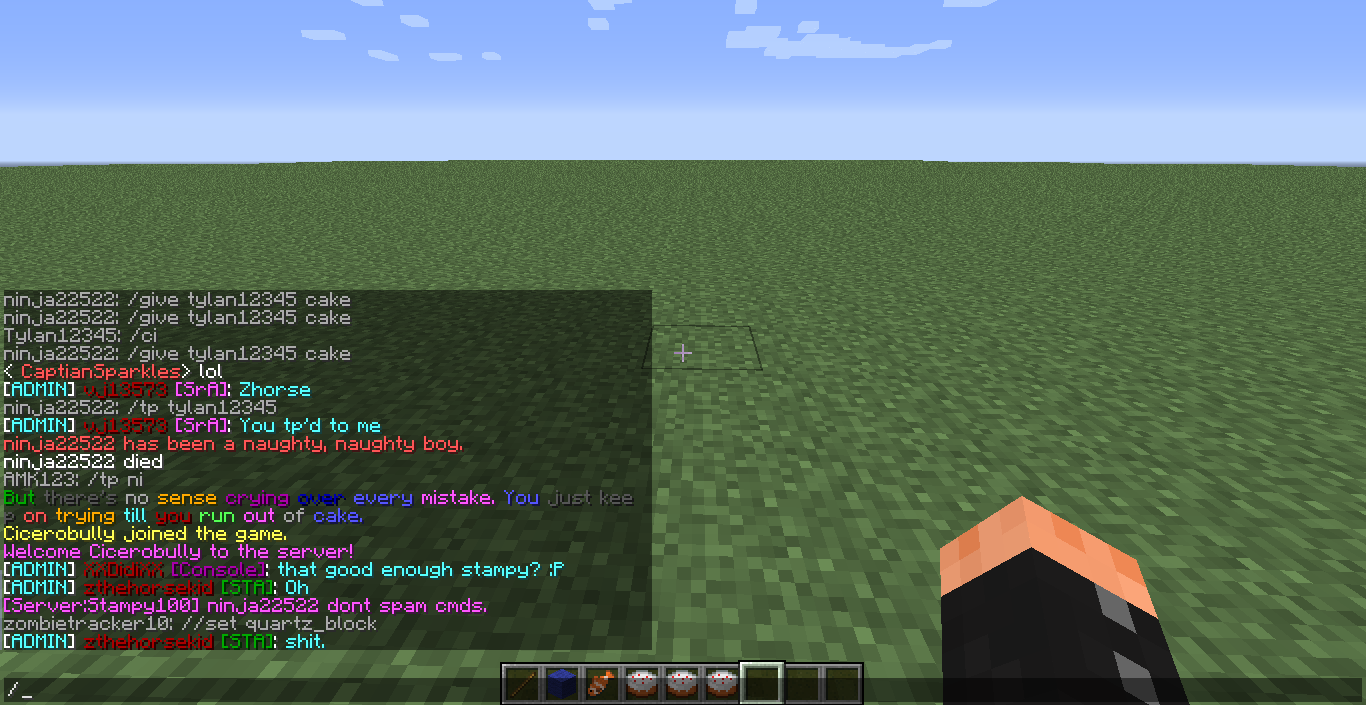 ninja22522: /give tylan12345 cake
ninja22522: /give tylan12345 cake
Tylan12345: /ci
ninja22522: /give tylan12345 cake
< CaptianSparkles> lol
[ADMIN] vj13573 [SrA]: Zhorse
ninja22522: /tp tylan12345
[ADMIN] vj13573 [SrA]: You tp'd to me
ninja22522 has been a naughty, naughty boy.
ninja22522 died
AMK123: /tp ni
But there's no sense crying over every mistake. You just kee
p on trying till you run out of cake.
Cicerobully joined the game.
Welcome Cicerobully to the server!
[ADMIN] XxDidiXX [Console]: that good enough stampy? :P
[ADMIN] zthehorsekid [STA]: Oh
[Server:Stampy100] ninja22522 dont spam cmds.
zombietracker10: //set quartz_block
[ADMIN] zthehorsekid [STA]: shit.
/_